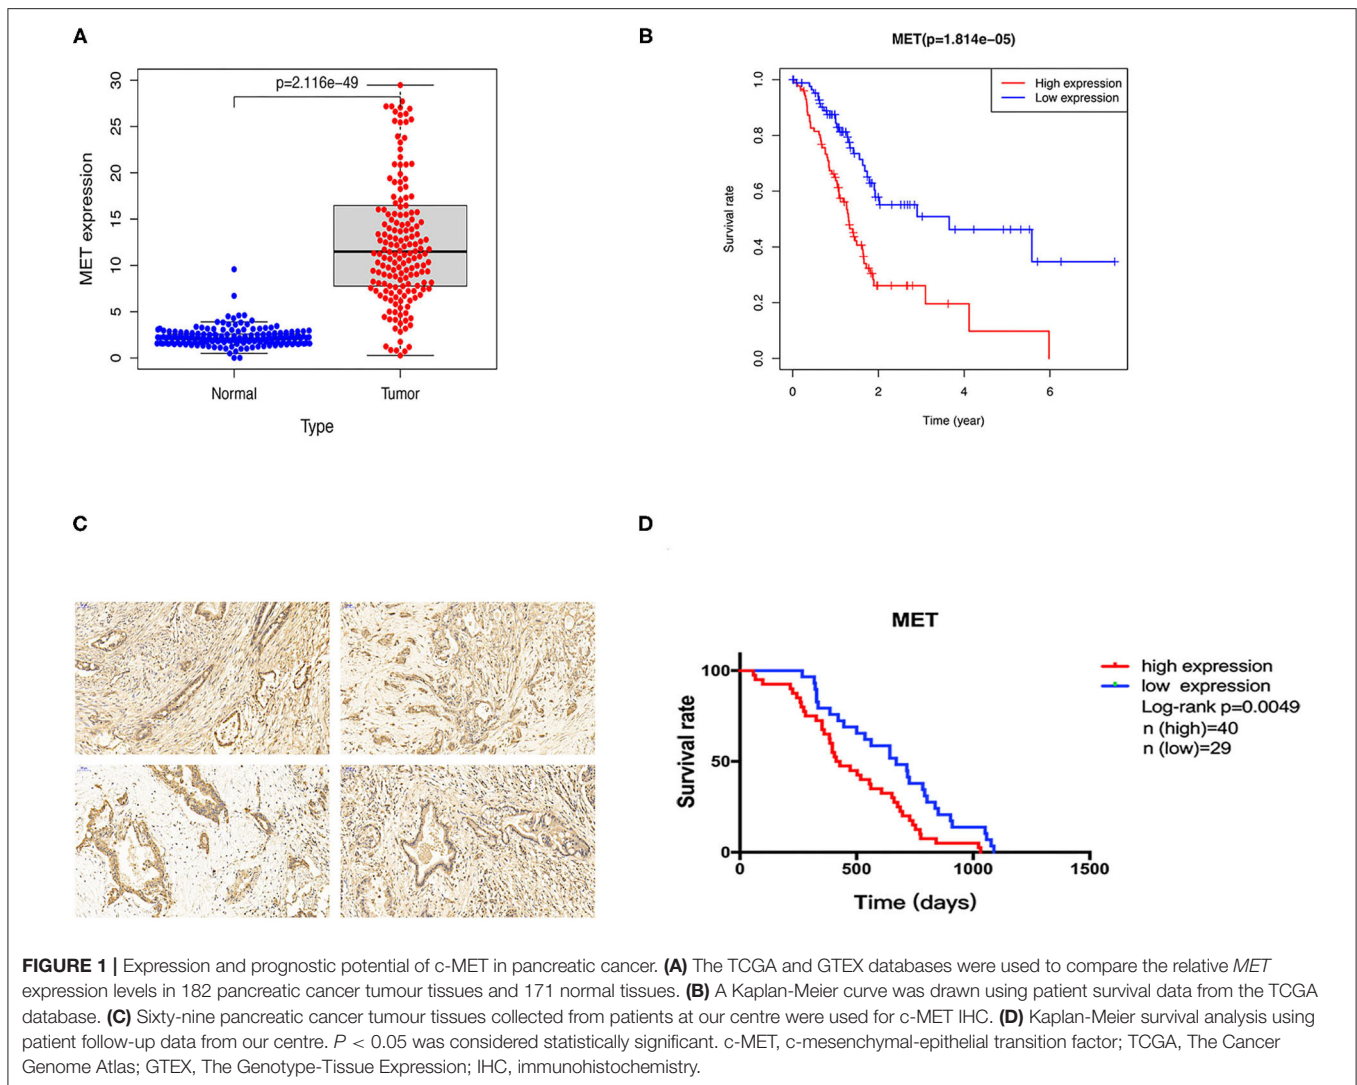 A
p=2.116e−49
30
25
20
15
10
5
0
MET expression
Normal
Tumor
Type
B
MET(p=1.814e−05)
High expression
Low expression
1.0
0.8
0.6
0.4
0.2
0.0
Survival rate
0
2
4
6
Time (year)
C
D
MET
high expression
low expression
Log-rank p=0.0049
n (high)=40
n (low)=29
100
50
0
Survival rate
0
500
1000
1500
Time (days)
FIGURE 1 | Expression and prognostic potential of c-MET in pancreatic cancer. (A) The TCGA and GTEX databases were used to compare the relative MET
expression levels in 182 pancreatic cancer tumour tissues and 171 normal tissues. (B) A Kaplan-Meier curve was drawn using patient survival data from the TCGA
database. (C) Sixty-nine pancreatic cancer tumour tissues collected from patients at our centre were used for c-MET IHC. (D) Kaplan-Meier survival analysis using
patient follow-up data from our centre. P < 0.05 was considered statistically significant. c-MET, c-mesenchymal-epithelial transition factor; TCGA, The Cancer
Genome Atlas; GTEX, The Genotype-Tissue Expression; IHC, immunohistochemistry.